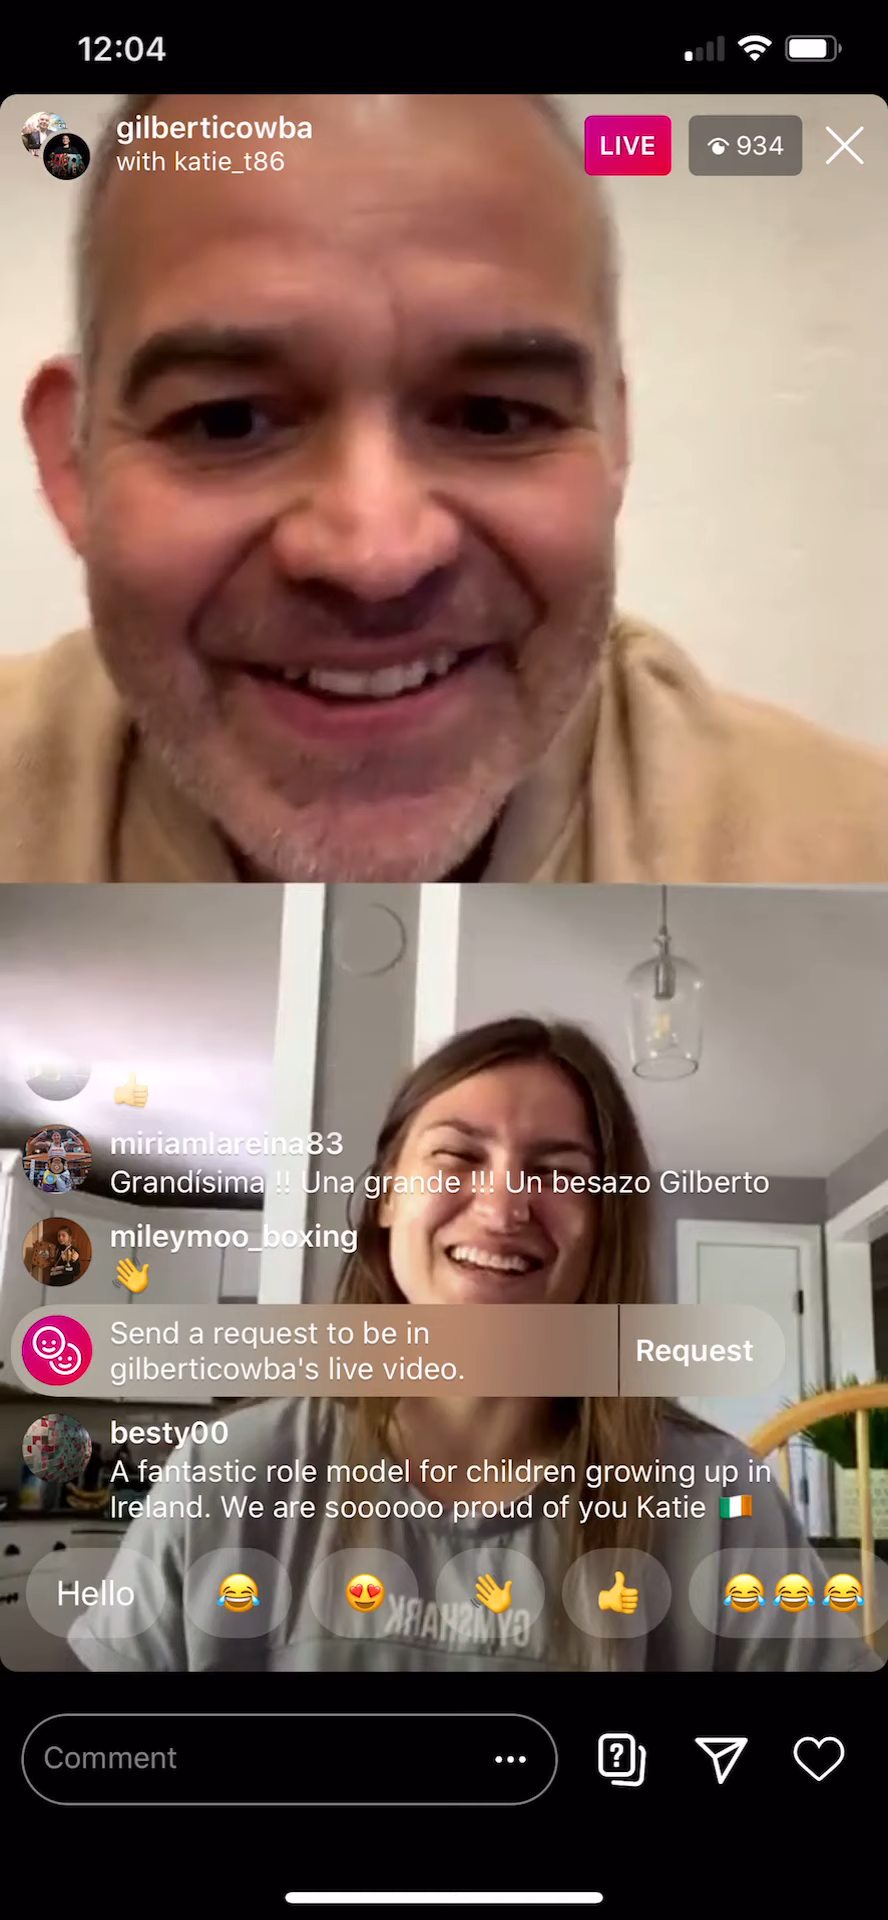 12:04
gilberticowba
with katie_t86
LIVE
934
miriamlareina83
Grandísima !! Una grande !!! Un besazo Gilberto
mileymoo_boxing
👋
Send a request to be in
gilberticowba's live video.
Request
besty00
A fantastic role model for children growing up in
Ireland. We are soooooo proud of you Katie 🇮🇪
Hello 😂 😍 👋 👍 😂😂😂
GYMSHARK
Comment